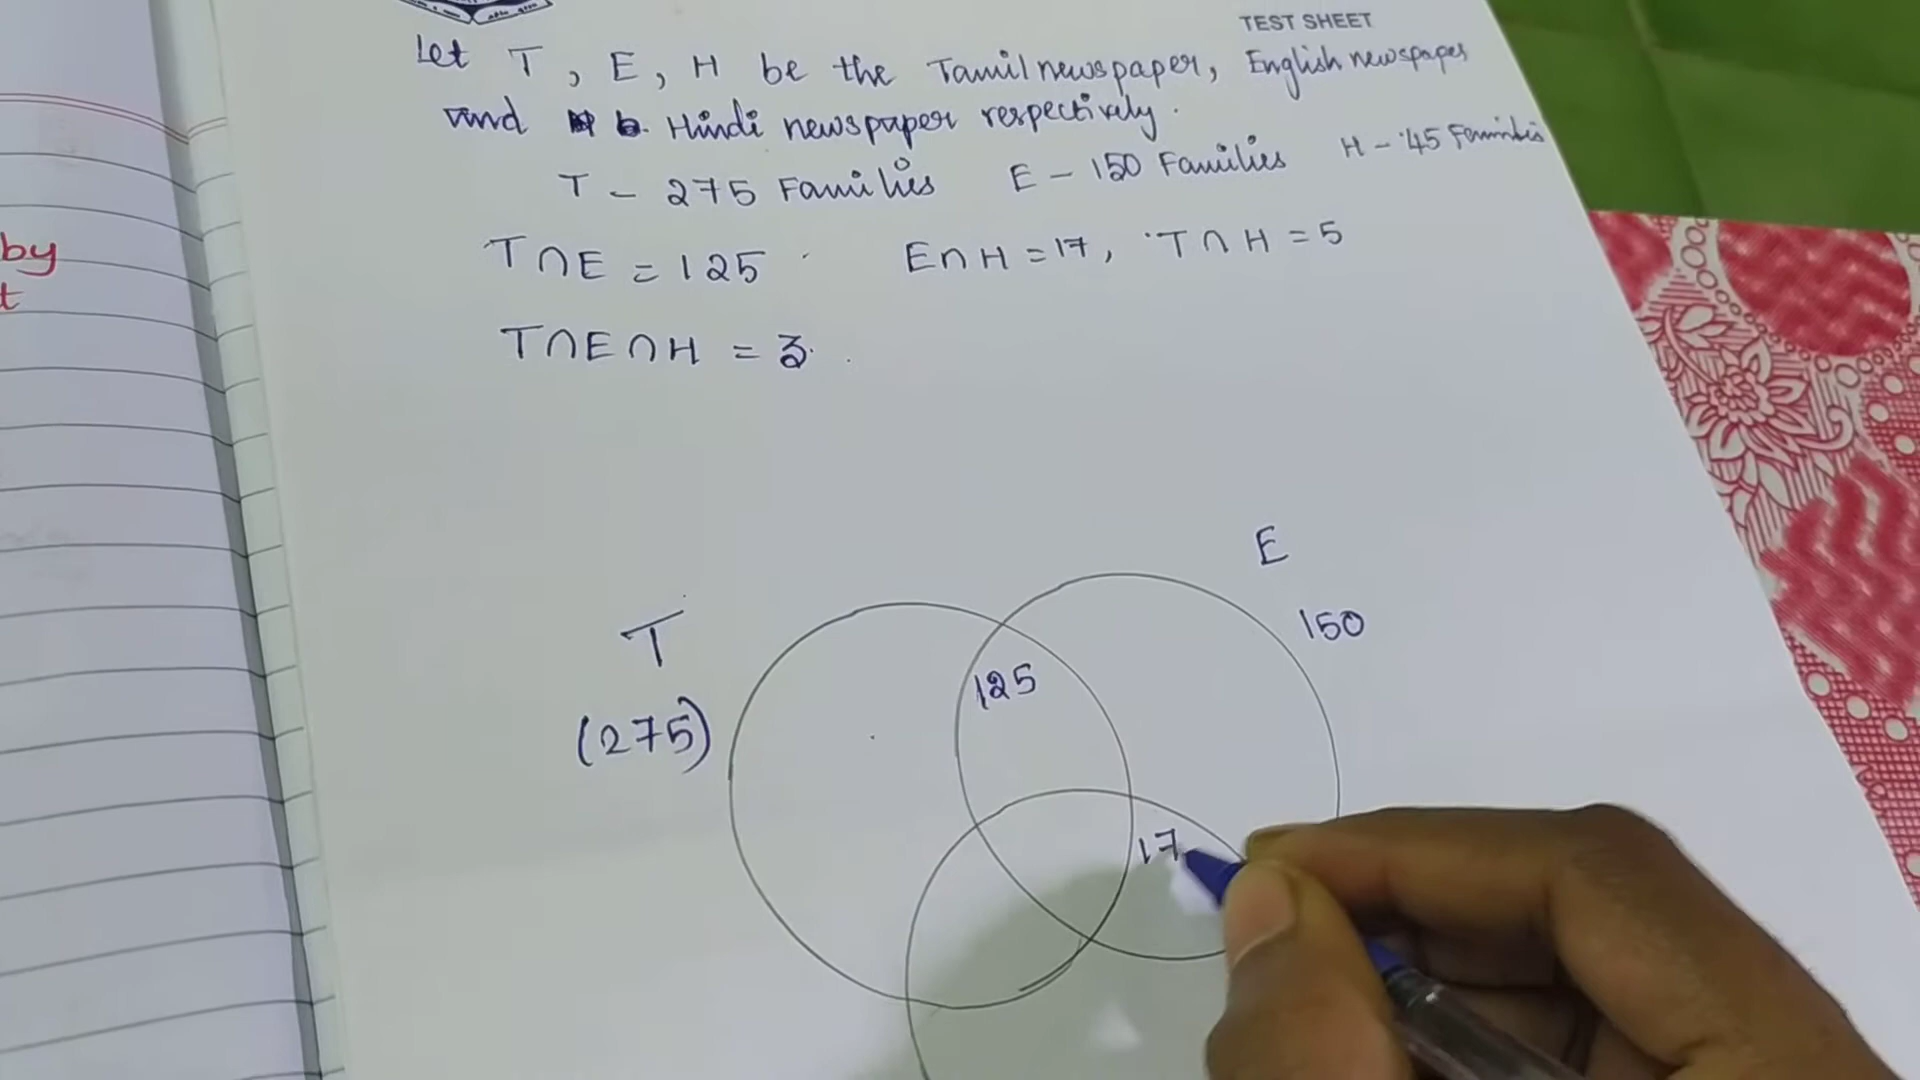 TEST SHEET
Let T, E, H be the Tamil newspaper, English newspaper
and Hindi newspaper respectively.
T - 275 Families E - 150 Families H - 45 Families
T∩E = 125 E∩H = 17, T∩H = 5
T∩E∩H = 3
by
t
E
150
T
(275)
125
17